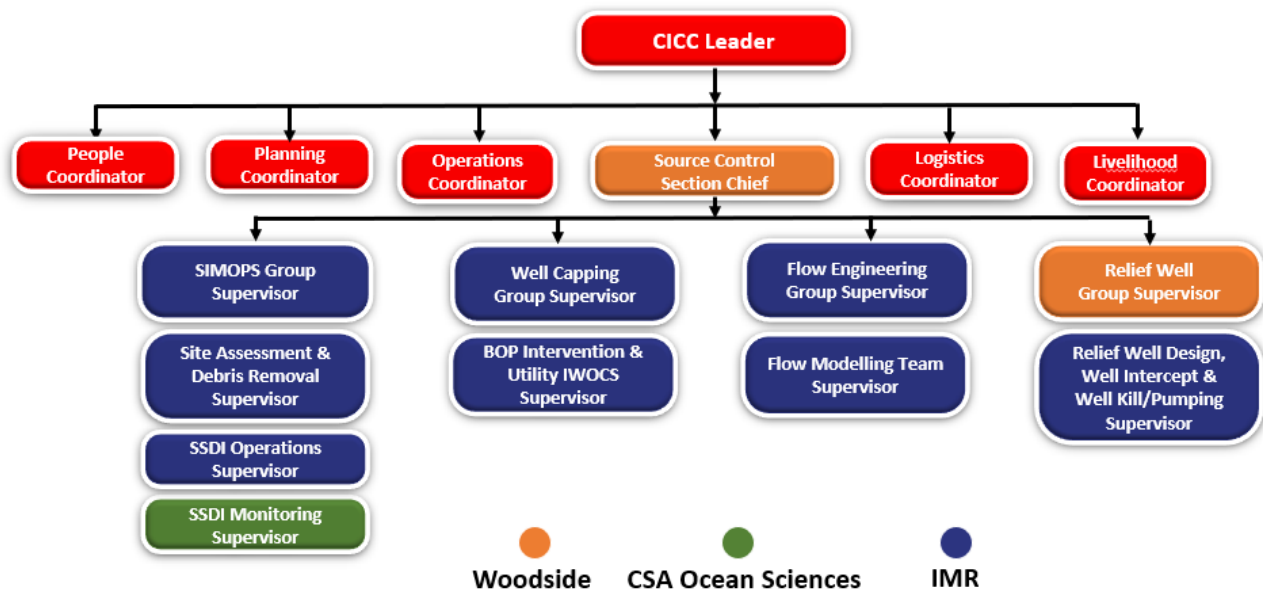 CICC Leader
People
Coordinator
Planning
Coordinator
Operations
Coordinator
Source Control
Section Chief
Logistics
Coordinator
Livelihood
Coordinator
SIMOPS Group
Supervisor
Well Capping
Group Supervisor
Flow Engineering
Group Supervisor
Relief Well
Group Supervisor
Site Assessment &
Debris Removal
Supervisor
BOP Intervention &
Utility IWOCS
Supervisor
Flow Modelling Team
Supervisor
Relief Well Design,
Well Intercept &
Well Kill/Pumping
Supervisor
SSDI Operations
Supervisor
SSDI Monitoring
Supervisor
Woodside
CSA Ocean Sciences
IMR